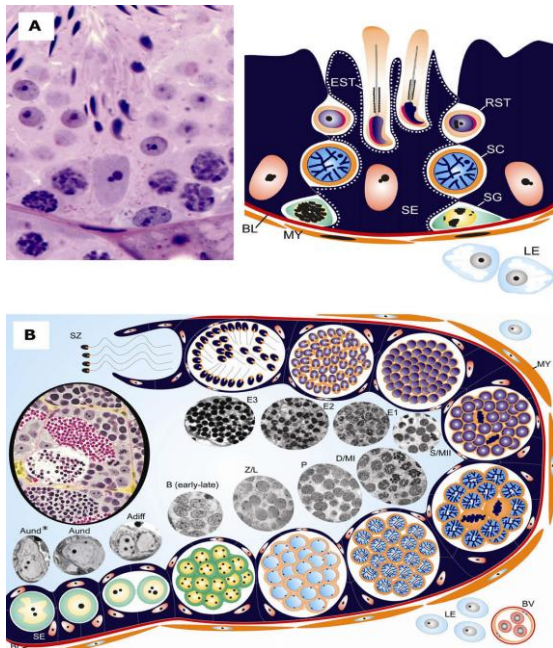 A
EST
RST
SC
SE
SG
BL
MY
LE
B
SZ
MY
E3
E2
E1
S/MII
D/MI
P
Z/L
B (early-late)
Adiff
Aund
Aund*
SE
LE
BV